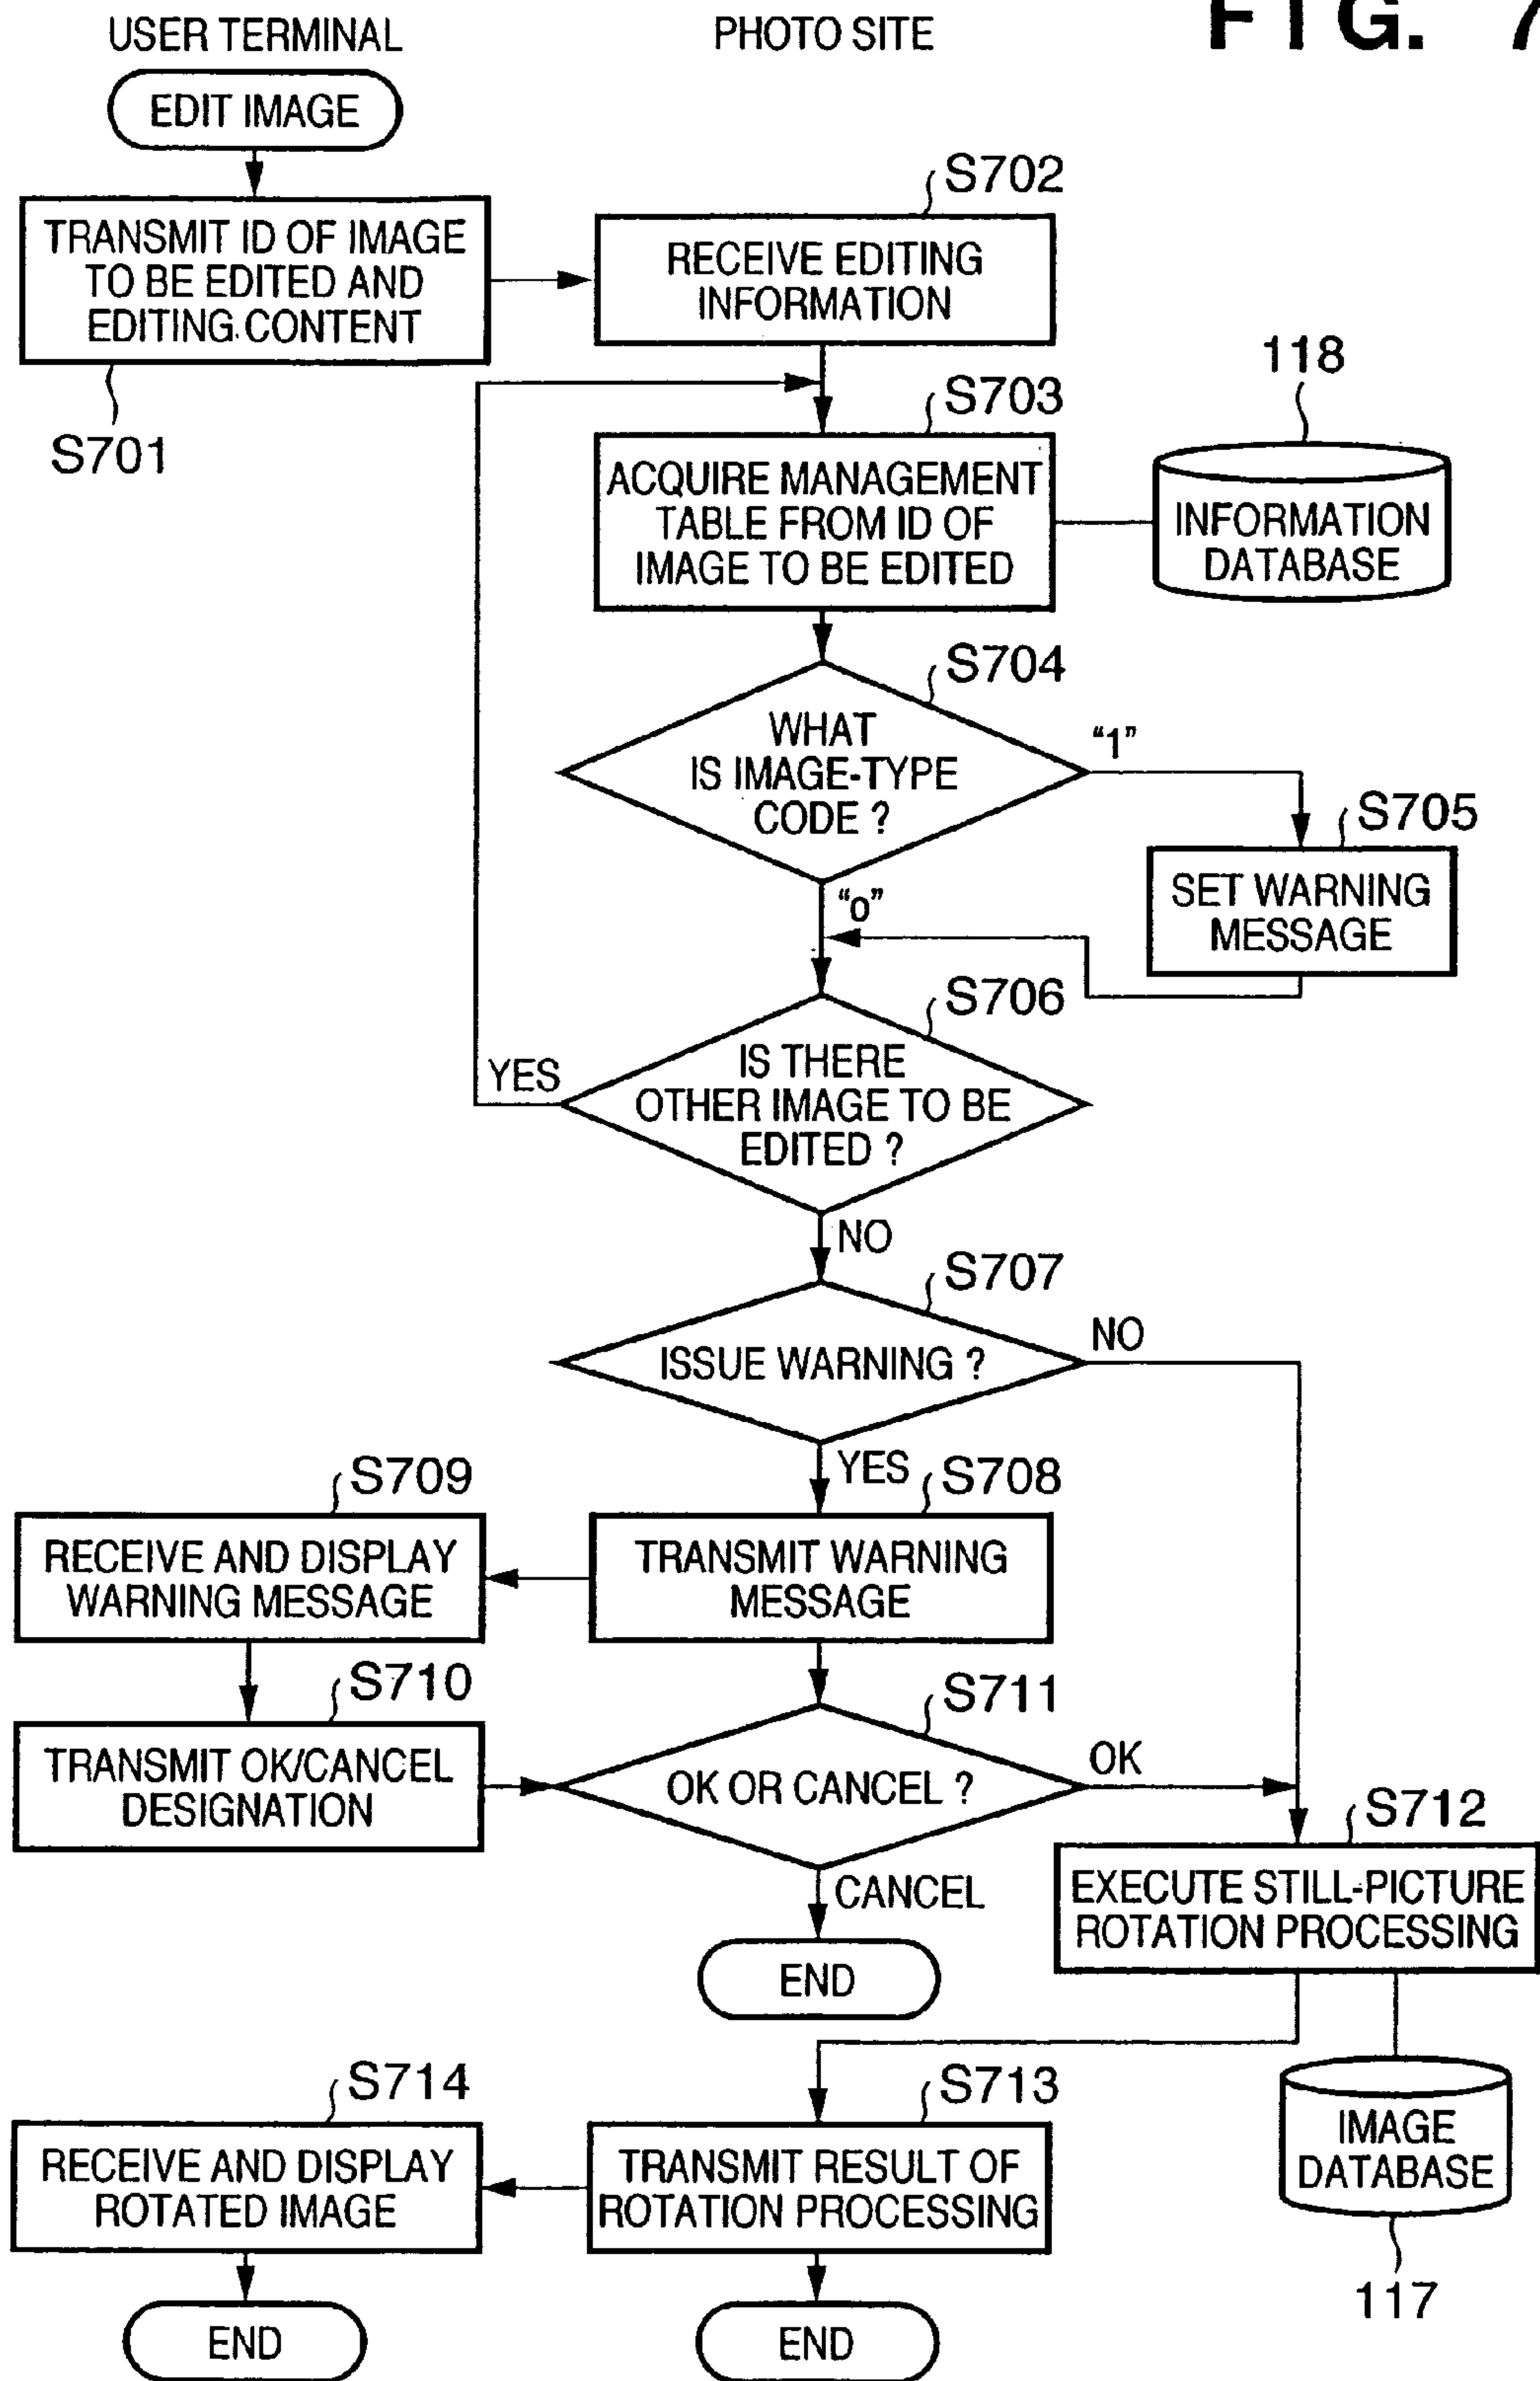 FIG. 7
USER TERMINAL
PHOTO SITE
EDIT IMAGE
S702
TRANSMIT ID OF IMAGE
TO BE EDITED AND
EDITING CONTENT
RECEIVE EDITING
INFORMATION
S701
118
S703
ACQUIRE MANAGEMENT
TABLE FROM ID OF
IMAGE TO BE EDITED
INFORMATION
DATABASE
S704
WHAT
IS IMAGE-TYPE
CODE ?
"1"
S705
SET WARNING
MESSAGE
"0"
S706
IS THERE
OTHER IMAGE TO BE
EDITED ?
YES
NO
S707
ISSUE WARNING ?
NO
YES
S709
S708
RECEIVE AND DISPLAY
WARNING MESSAGE
TRANSMIT WARNING
MESSAGE
S710
S711
TRANSMIT OK/CANCEL
DESIGNATION
OK OR CANCEL ?
OK
S712
CANCEL
EXECUTE STILL-PICTURE
ROTATION PROCESSING
END
S714
S713
RECEIVE AND DISPLAY
ROTATED IMAGE
TRANSMIT RESULT OF
ROTATION PROCESSING
IMAGE
DATABASE
117
END
END